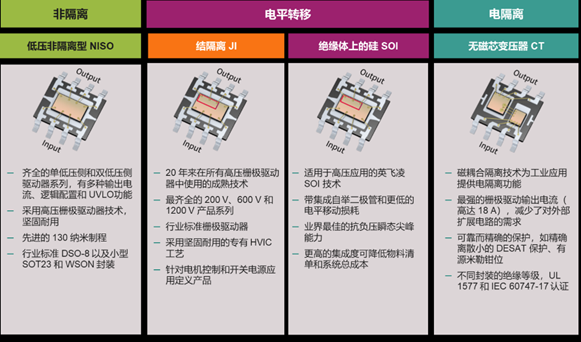 非隔离
电平转移
电隔离
低压非隔离型 NISO
结隔离 JI
绝缘体上的硅 SOI
无磁芯变压器 CT
Output
Input
Output
Input
Output
Input
Output
Input
— 齐全的单低压侧和双低压侧
驱动器系列，有多种输出电
流、逻辑配置和 UVLO功能
— 采用高压栅极驱动器技术，
坚固耐用
— 先进的 130 纳米制程
— 行业标准 DSO-8 以及小型
SOT23 和 WSON 封装
— 20 年来在所有高压栅极驱动
器中使用的成熟技术
— 最齐全的 200 V、600 V 和
1200 V 产品系列
— 行业标准栅极驱动器
— 采用坚固耐用的专有 HVIC
工艺
— 针对电机控制和开关电源应
用定义产品
— 适用于高压应用的英飞凌
SOI 技术
— 带集成自举二极管和更低的
电平移动损耗
— 业界最佳的抗负压瞬态尖峰
能力
— 更高的集成度可降低物料清
单和系统总成本
— 磁耦合隔离技术为工业应用
提供电隔离功能
— 最强的栅极驱动输出电流（
高达 18 A），减少了对外部
扩展电路的需求
— 可靠而精确的保护，如精确
离散小的 DESAT 保护、有
源米勒钳位
— 不同封装的绝缘等级，UL
1577 和 IEC 60747-17 认证